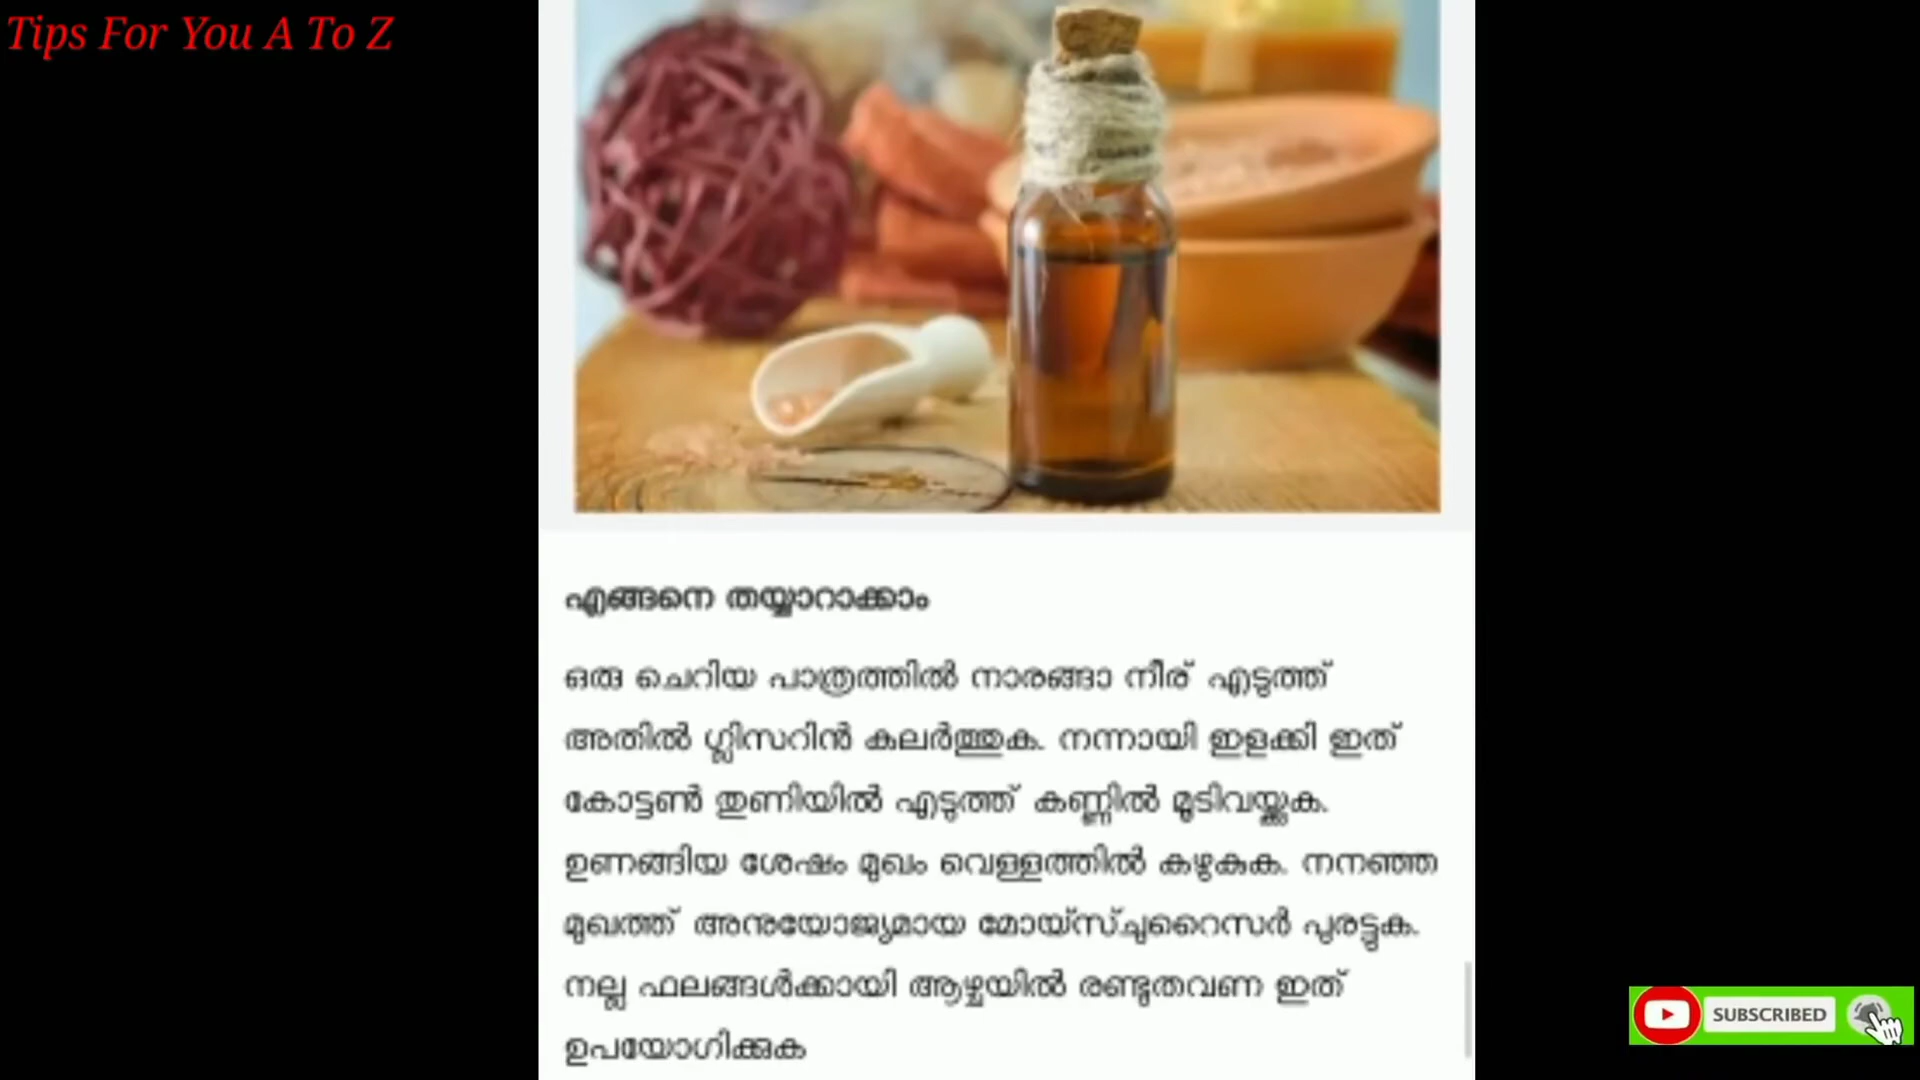 Tips For You A To Z
എങ്ങനെ തയ്യാറാക്കാം
ഒരു ചെറിയ പാത്രത്തിൽ നാരങ്ങാ നീര് എടുത്ത്
അതിൽ ഗ്ലിസറിൻ കലർത്തുക. നന്നായി ഇളക്കി ഇത്
കോട്ടൺ തുണിയിൽ എടുത്ത് കണ്ണിൽ മൂടിവയ്ക്കുക.
ഉണങ്ങിയ ശേഷം മുഖം വെള്ളത്തിൽ കഴുകുക. നനഞ്ഞ
മുഖത്ത് അനുയോജ്യമായ മോയ്സ്ചുറൈസർ പുരട്ടുക.
നല്ല ഫലങ്ങൾക്കായി ആഴ്ചയിൽ രണ്ടുതവണ ഇത്
ഉപയോഗിക്കുക
SUBSCRIBED